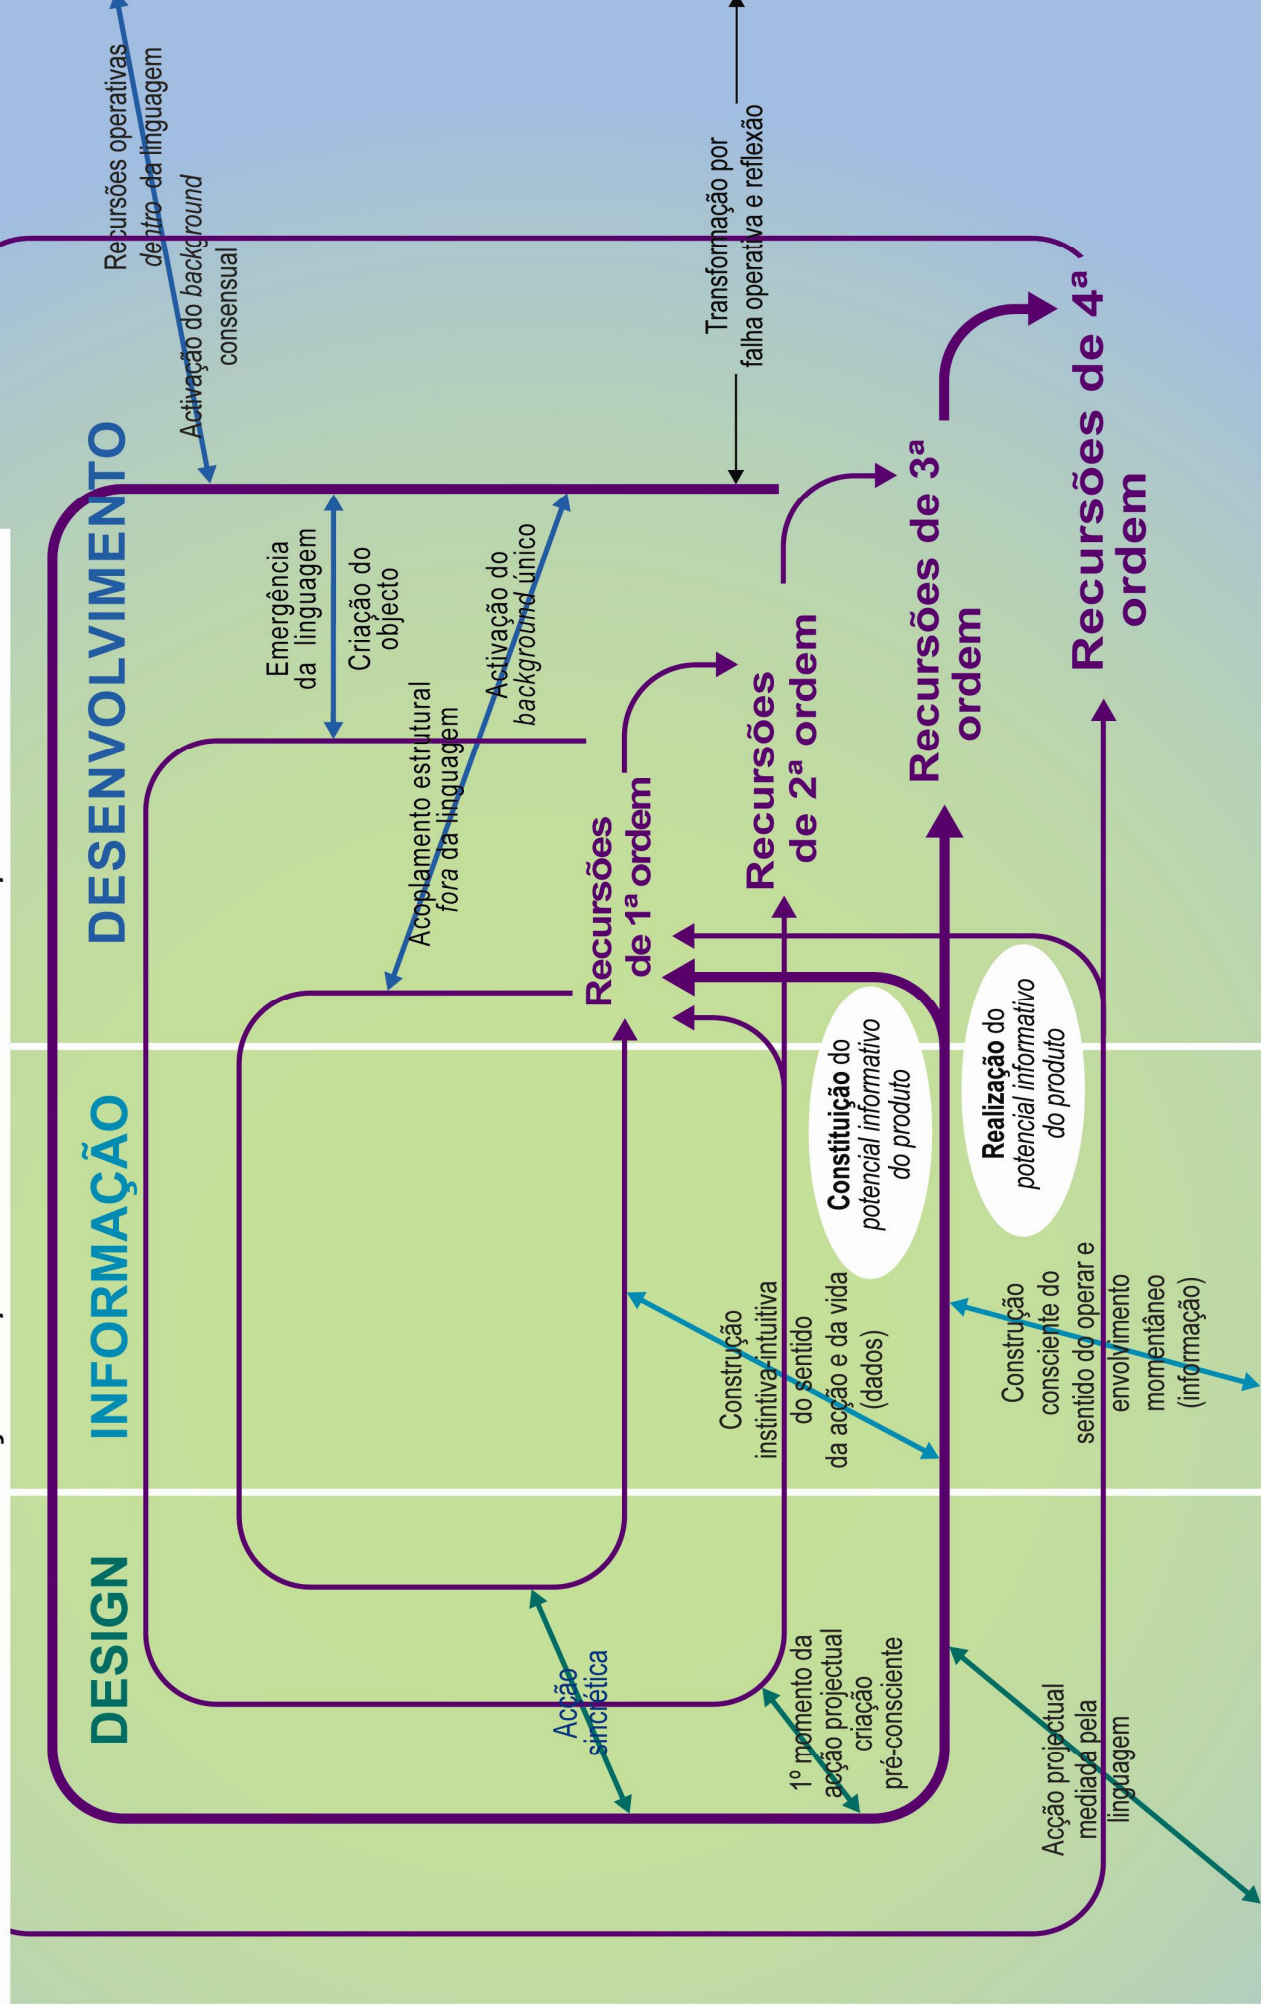 DESIGN
INFORMAÇÃO
DESENVOLVIMENTO
Recursões operativas
dentro da linguagem
Activação do background
consensual
Emergência
da linguagem
Criação do
objecto
Acoplamento estrutural
fora da linguagem
Activação do
background único
Acção
sincrética
Recursões
de 1ª ordem
Transformação por
falha operativa e reflexão
Recursões
de 2ª ordem
Construção
instintiva-intuitiva
do sentido
da acção e da vida
(dados)
1º momento da
acção projectual
criação
pré-consciente
Constituição do
potencial informativo
do produto
Recursões de 3ª
ordem
Realização do
potencial informativo
do produto
Construção
consciente do
sentido do operar e
envolvimento
momentâneo
(informação)
Acção projectual
mediada pela
linguagem
Recursões de 4ª
ordem